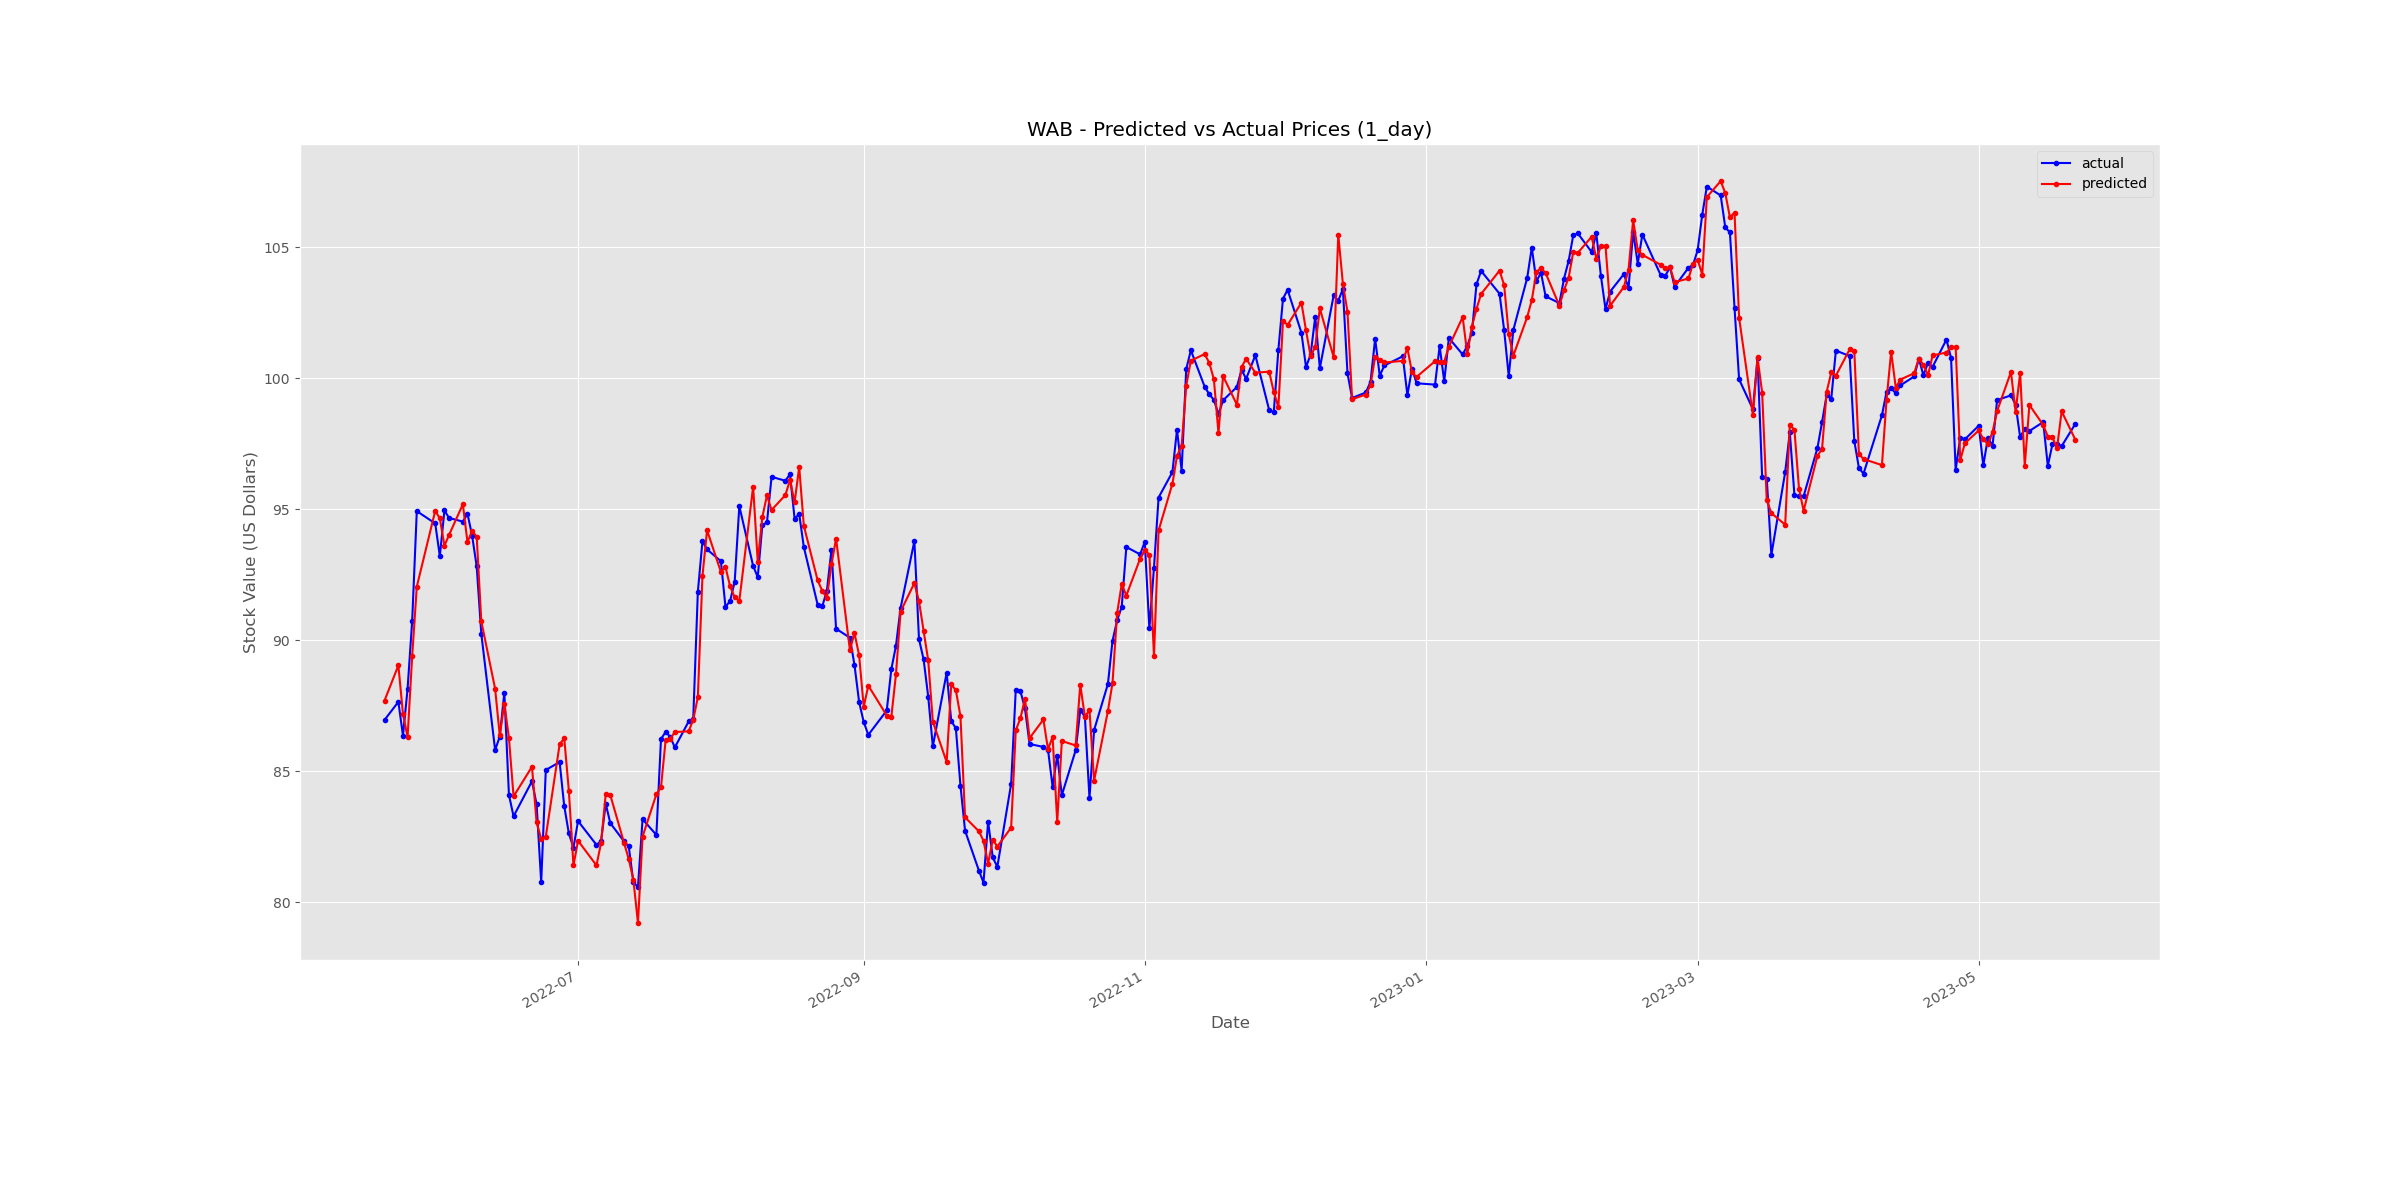 WAB - Predicted vs Actual Prices (1_day)
actual
predicted
Stock Value (US Dollars)
105
100
95
90
85
80
2022-07
2022-09
2022-11
2023-01
2023-03
2023-05
Date